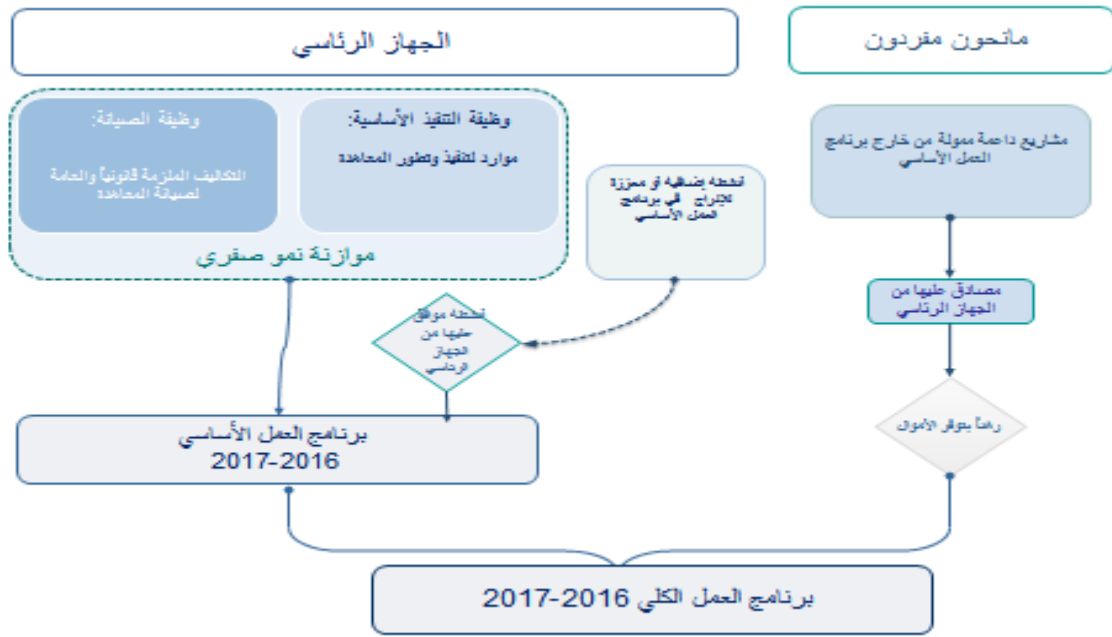 الجهاز الرئاسي
مانحون مفردون
وظيفة التنفيذ الأساسية:
موارد لتنفيذ وتطور المعاهدة
وظيفة الصيانة:
التكاليف الملزمة قانونياً والعامة
لصيانة المعاهدة
موازنة نمو صفري
أنشطة إضافية أو معززة
للإدراج في برنامج
العمل الأساسي
مشاريع داعمة ممولة من خارج برنامج
العمل الأساسي
مصادق عليها من
الجهاز الرئاسي
أنشطة موافق
عليها من
الجهاز
الرئاسي
رهناً بتوفر الأموال
برنامج العمل الأساسي
2016-2017
برنامج العمل الكلي 2016-2017